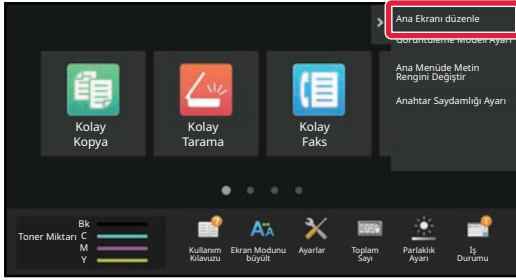 Ana Ekranı düzenle
Görüntüleme Modeli Ayarı
Ana Menüde Metin
Rengini Değiştir
Anahtar Saydamlığı Ayarı
Kolay
Kopya
Kolay
Tarama
Kolay
Faks
Toner Miktarı
Bk
C
M
Y
Kullanım
Kılavuzu
Ekran Modunu
büyült
Ayarlar
Toplam
Sayı
Parlaklık
Ayarı
İş
Durumu